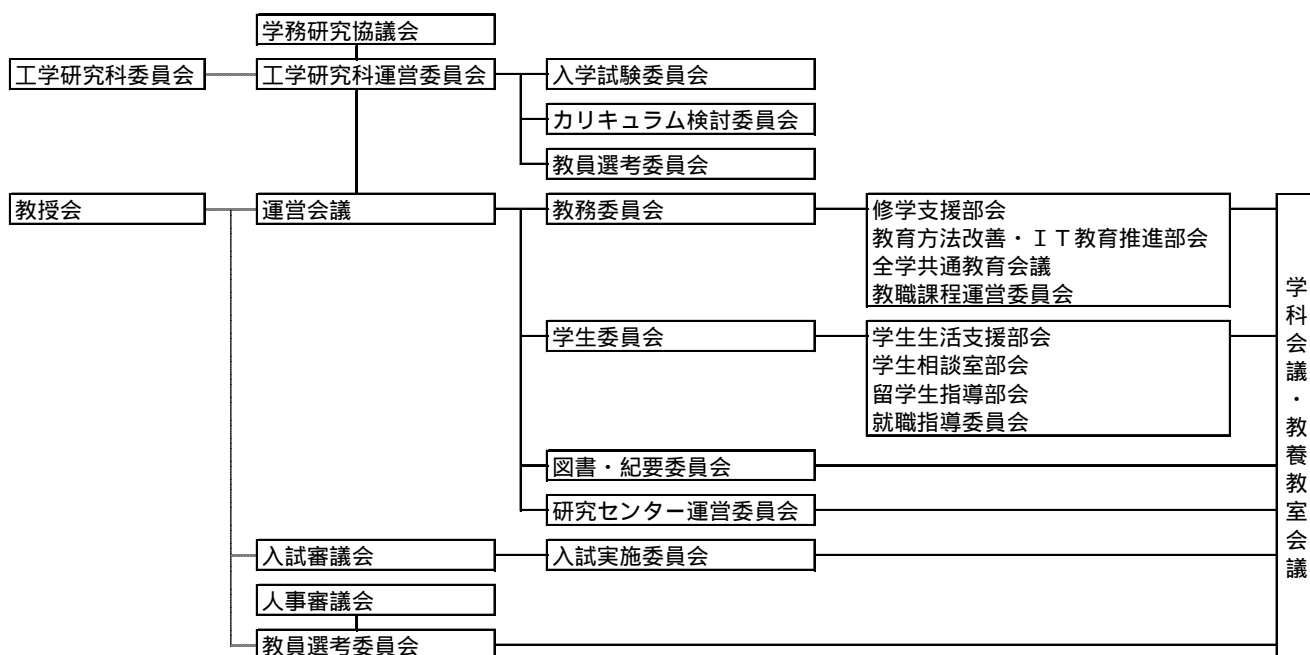 学務研究協議会
工学研究科委員会
工学研究科運営委員会
入学試験委員会
カリキュラム検討委員会
教員選考委員会
教授会
運営会議
教務委員会
修学支援部会
教育方法改善・ＩＴ教育推進部会
全学共通教育会議
教職課程運営委員会
学生委員会
学生生活支援部会
学生相談室部会
留学生指導部会
就職指導委員会
図書・紀要委員会
研究センター運営委員会
入試審議会
入試実施委員会
人事審議会
教員選考委員会
学科会議・教養教室会議